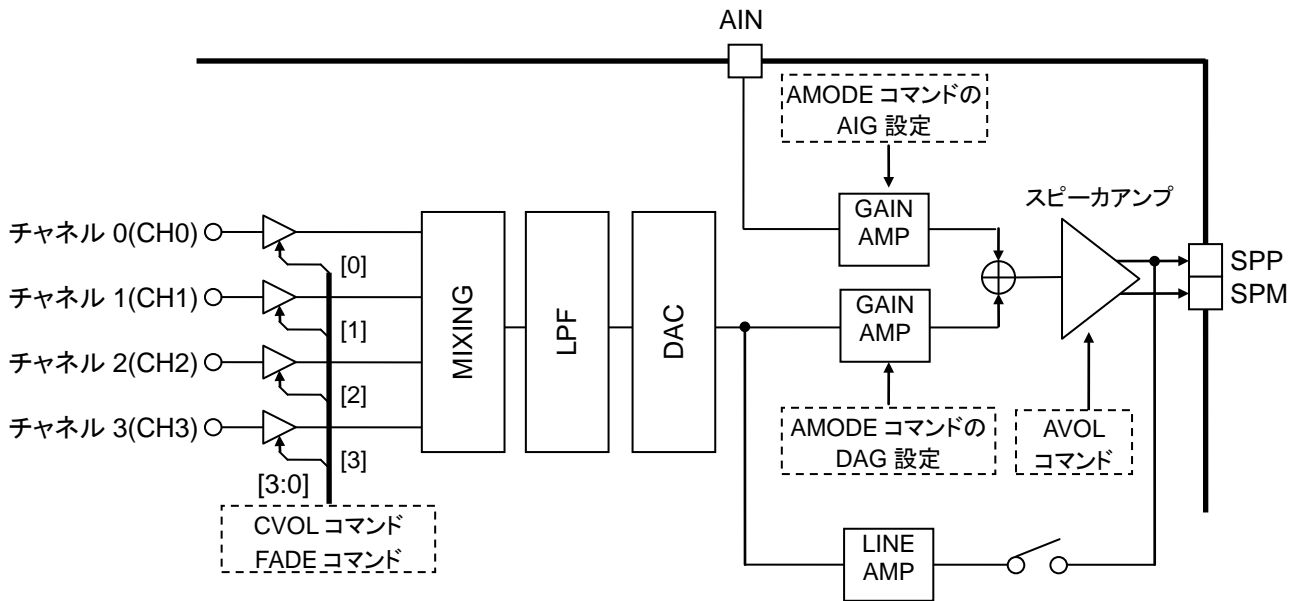 AIN
AMODE コマンドの
AIG 設定
スピーカアンプ
チャネル 0(CH0)
[0]
チャネル 1(CH1)
[1]
チャネル 2(CH2)
[2]
チャネル 3(CH3)
[3]
[3:0]
CVOL コマンド
FADE コマンド
MIXING
LPF
DAC
GAIN
AMP
GAIN
AMP
SPP
SPM
AMODE コマンドの
DAG 設定
AVOL
コマンド
LINE
AMP